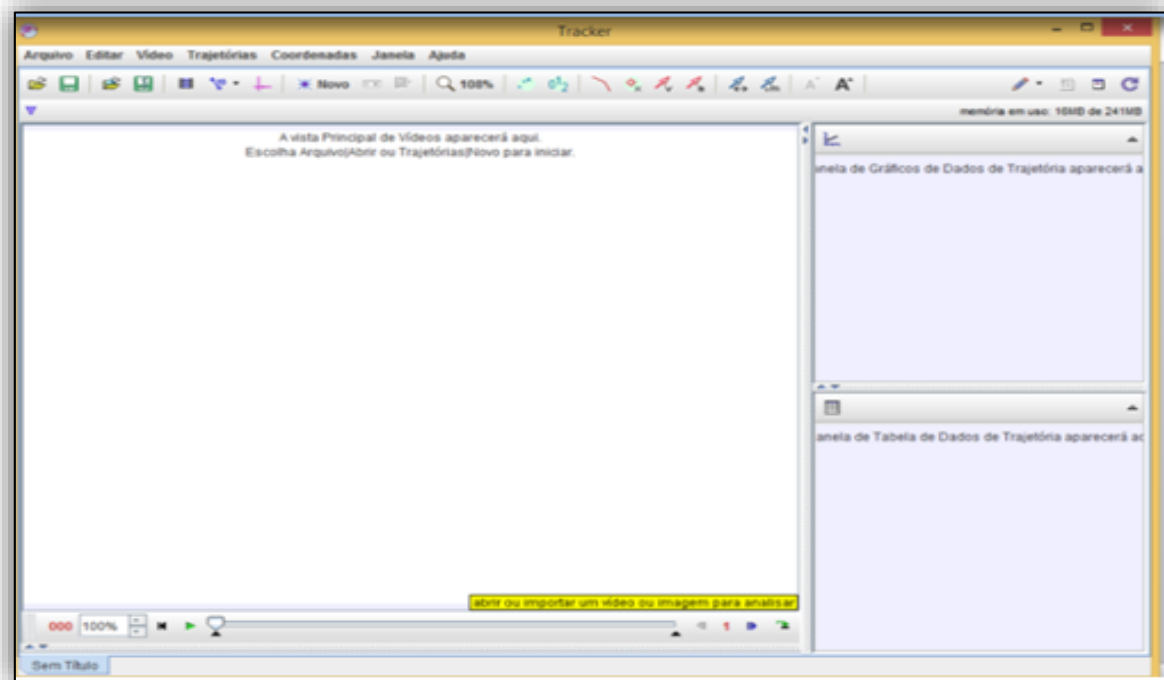 Tracker
Arquivo Editar Vídeo Trajetórias Coordenadas Janela Ajuda
Novo 100% A A
memória em uso: 16MB de 241MB
A vista Principal de Vídeos aparecerá aqui.
Escolha Arquivo|Abrir ou Trajetórias|Novo para iniciar.
anela de Gráficos de Dados de Trajetória aparecerá a
anela de Tabela de Dados de Trajetória aparecerá ac
abrir ou importar um vídeo ou imagem para analisar
000 100% 1
Sem Título